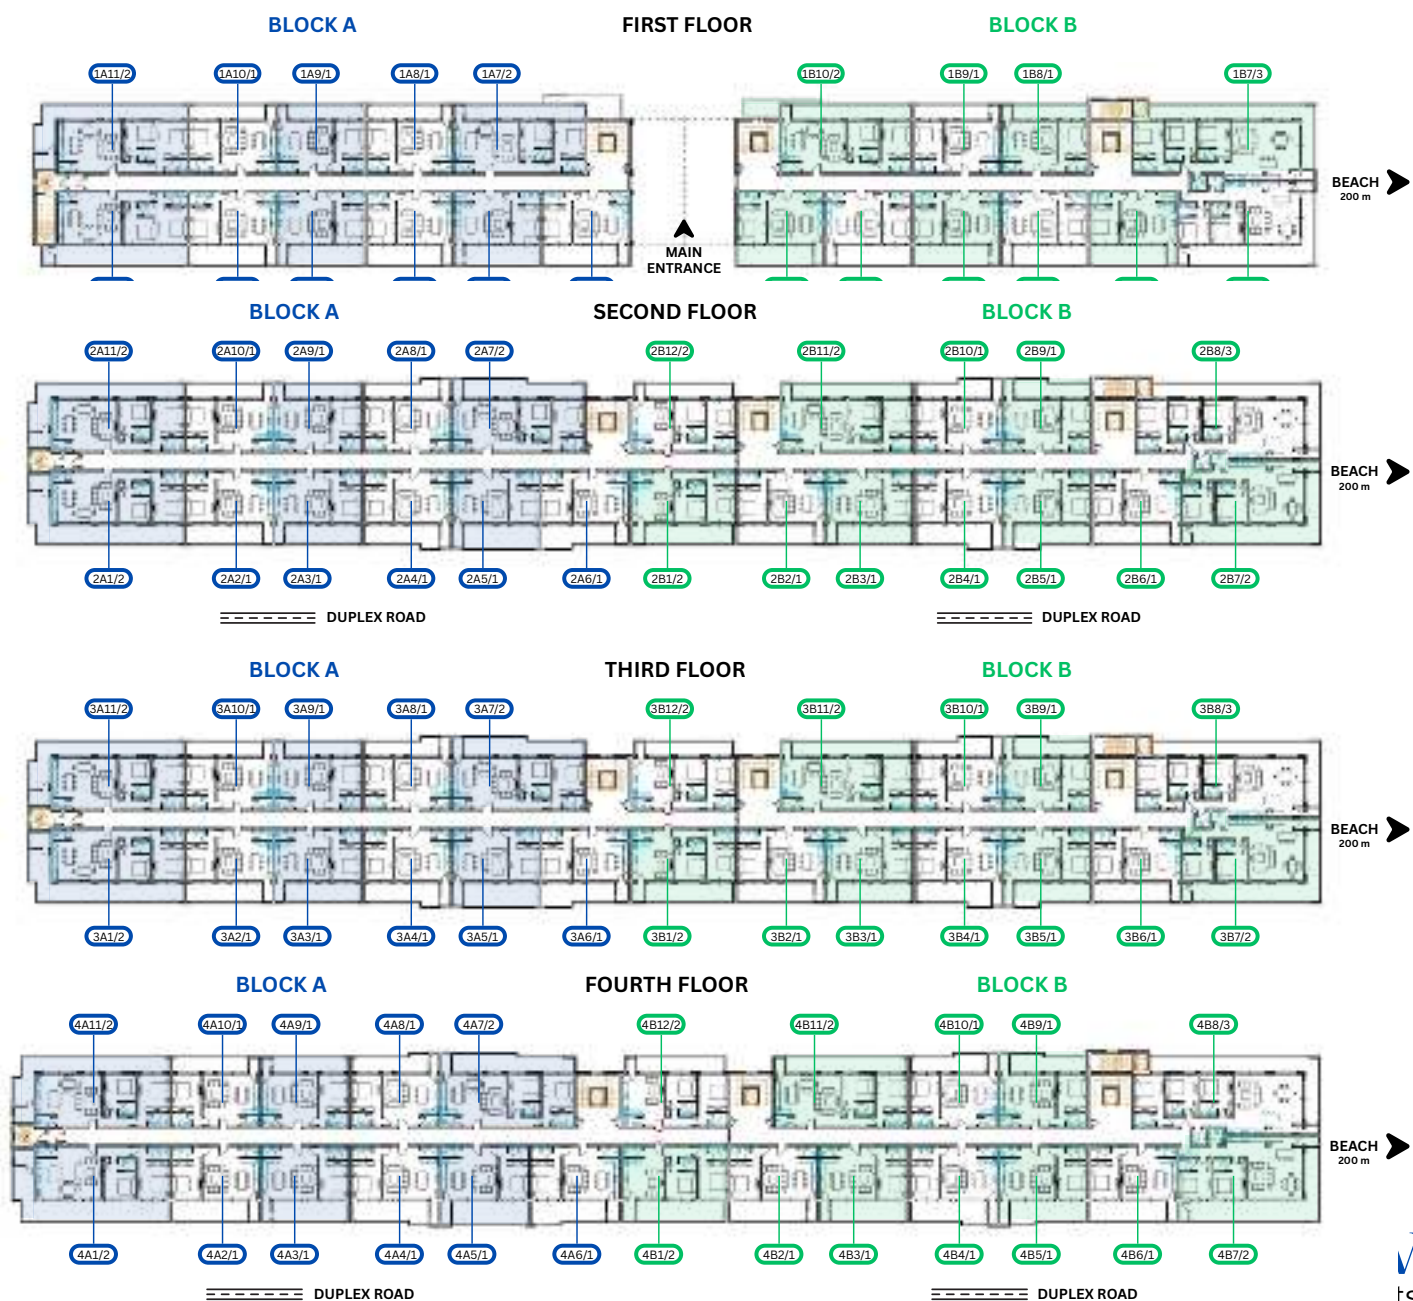 BLOCK A FIRST FLOOR BLOCK B
1A11/2 1A10/1 1A9/1 1A8/1 1A7/2 1B10/2 1B9/1 1B8/1 1B7/3
BEACH
200 m
MAIN
ENTRANCE
BLOCK A SECOND FLOOR BLOCK B
2A11/2 2A10/1 2A9/1 2A8/1 2A7/2 2B12/2 2B11/2 2B10/1 2B9/1 2B8/3
BEACH
200 m
2A1/2 2A2/1 2A3/1 2A4/1 2A5/1 2A6/1 2B1/2 2B2/1 2B3/1 2B4/1 2B5/1 2B6/1 2B7/2
DUPLEX ROAD DUPLEX ROAD
BLOCK A THIRD FLOOR BLOCK B
3A11/2 3A10/1 3A9/1 3A8/1 3A7/2 3B12/2 3B11/2 3B10/1 3B9/1 3B8/3
BEACH
200 m
3A1/2 3A2/1 3A3/1 3A4/1 3A5/1 3A6/1 3B1/2 3B2/1 3B3/1 3B4/1 3B5/1 3B6/1 3B7/2
BLOCK A FOURTH FLOOR BLOCK B
4A11/2 4A10/1 4A9/1 4A8/1 4A7/2 4B12/2 4B11/2 4B10/1 4B9/1 4B8/3
BEACH
200 m
4A1/2 4A2/1 4A3/1 4A4/1 4A5/1 4A6/1 4B1/2 4B2/1 4B3/1 4B4/1 4B5/1 4B6/1 4B7/2
DUPLEX ROAD DUPLEX ROAD